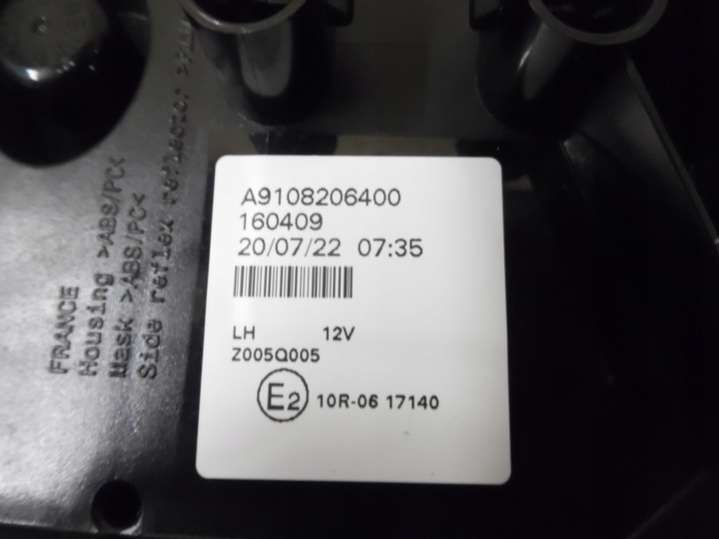 A9108206400
160409
20/07/22 07:35
LH 12V
Z005Q005
E2 10R-06 17140
FRANCE
Housing >ABS/PC<
Mask >ABS/PC<
Side reflex reflector